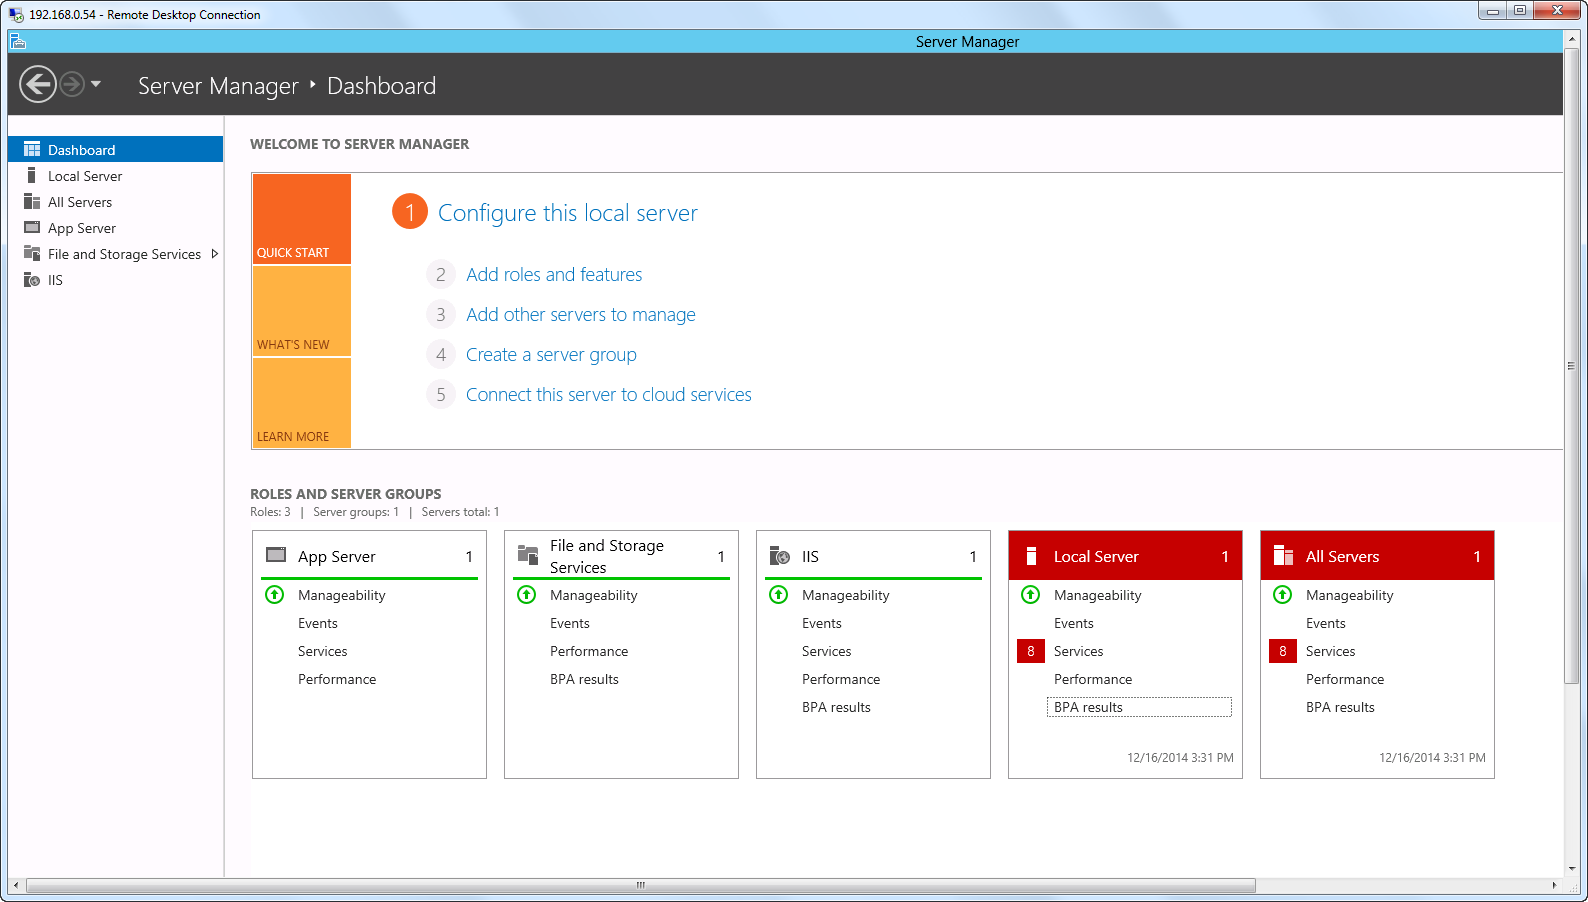 192.168.0.54 - Remote Desktop Connection
Server Manager
Server Manager ‣ Dashboard
Dashboard
Local Server
All Servers
App Server
File and Storage Services
IIS
WELCOME TO SERVER MANAGER
QUICK START
WHAT'S NEW
LEARN MORE
1 Configure this local server
2 Add roles and features
3 Add other servers to manage
4 Create a server group
5 Connect this server to cloud services
ROLES AND SERVER GROUPS
Roles: 3 | Server groups: 1 | Servers total: 1
App Server 1
Manageability
Events
Services
Performance
File and Storage
Services 1
Manageability
Events
Performance
BPA results
IIS 1
Manageability
Events
Services
Performance
BPA results
Local Server 1
Manageability
Events
8 Services
Performance
BPA results
12/16/2014 3:31 PM
All Servers 1
Manageability
Events
8 Services
Performance
BPA results
12/16/2014 3:31 PM